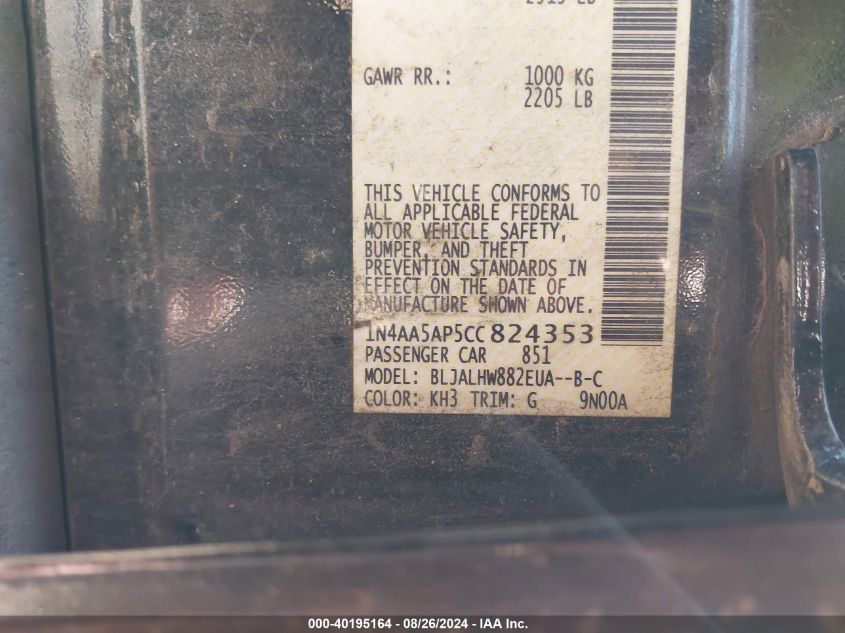 GAWR RR.: 1000 KG
2205 LB
THIS VEHICLE CONFORMS TO
ALL APPLICABLE FEDERAL
MOTOR VEHICLE SAFETY,
BUMPER, AND THEFT
PREVENTION STANDARDS IN
EFFECT ON THE DATE OF
MANUFACTURE SHOWN ABOVE.
1N4AA5AP5CC824353
PASSENGER CAR 851
MODEL: BLJALHW882EUA--B-C
COLOR: KH3 TRIM: G 9N00A
000-40195164 - 08/26/2024 - IAA Inc.